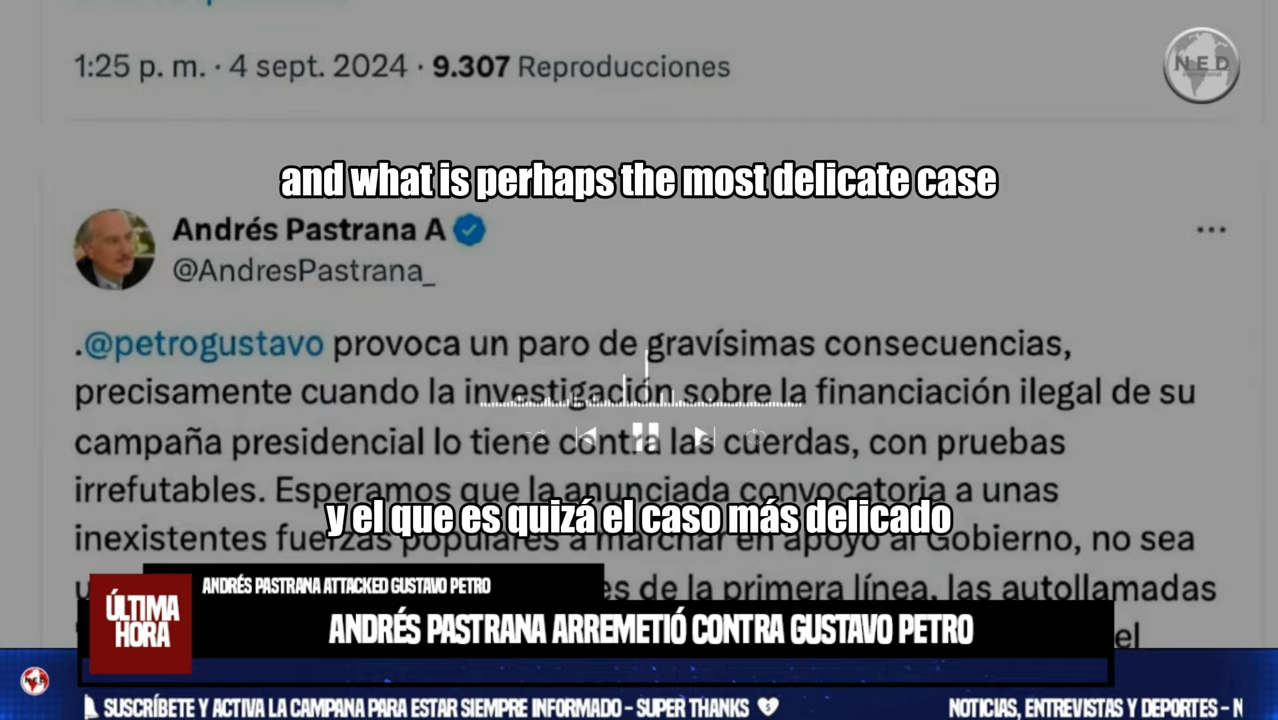 1:25 p. m. · 4 sept. 2024 · 9.307 Reproducciones
NED
International
and what is perhaps the most delicate case
Andrés Pastrana A
@AndresPastrana_
.@petrogustavo provoca un paro de gravísimas consecuencias,
precisamente cuando la investigación sobre la financiación ilegal de su
campaña presidencial lo tiene contra las cuerdas, con pruebas
irrefutables. Esperamos que la anunciada convocatoria a unas
y el que es quizá el caso más delicado
inexistentes fuerzas populares a marchar en apoyo al Gobierno, no sea
de la primera línea, las autollamadas
el
ÚLTIMA
HORA
ANDRÉS PASTRANA ATTACKED GUSTAVO PETRO
ANDRÉS PASTRANA ARREMETIÓ CONTRA GUSTAVO PETRO
SUSCRÍBETE Y ACTIVA LA CAMPANA PARA ESTAR SIEMPRE INFORMADO - SUPER THANKS
NOTICIAS, ENTREVISTAS Y DEPORTES - N